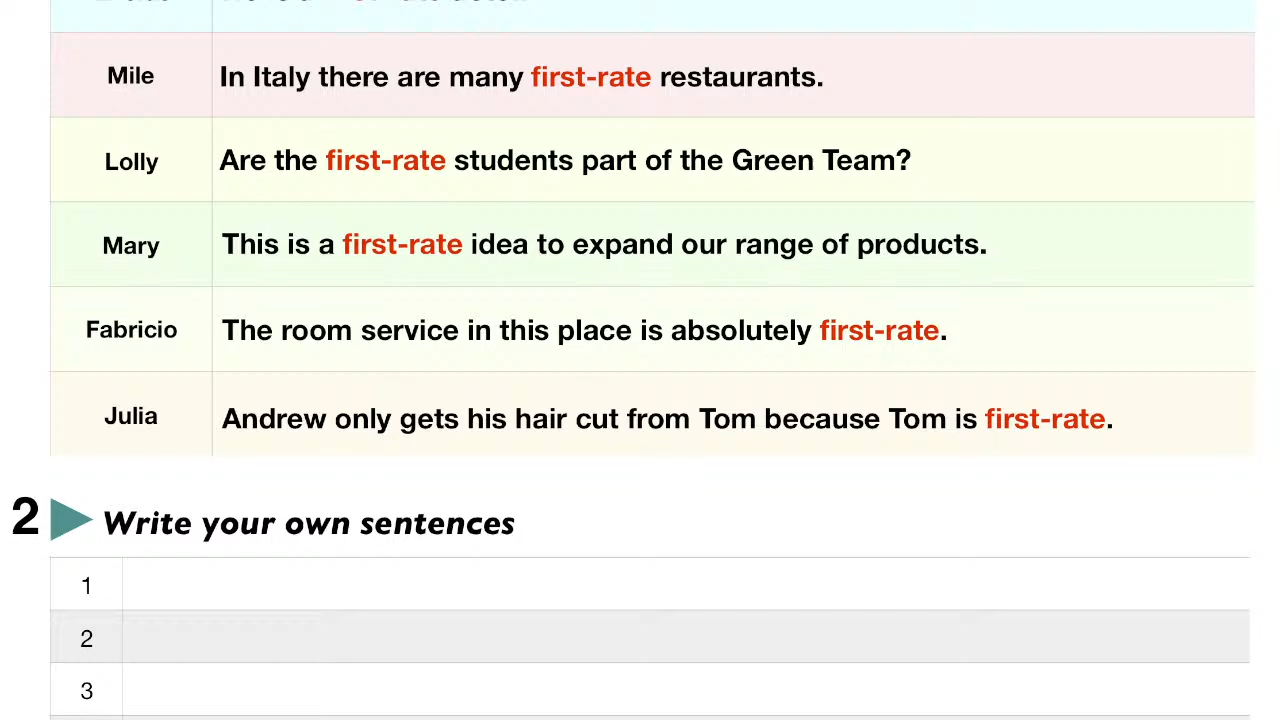 Mile
In Italy there are many first-rate restaurants.
Lolly
Are the first-rate students part of the Green Team?
Mary
This is a first-rate idea to expand our range of products.
Fabricio
The room service in this place is absolutely first-rate.
Julia
Andrew only gets his hair cut from Tom because Tom is first-rate.
2 Write your own sentences
1
2
3